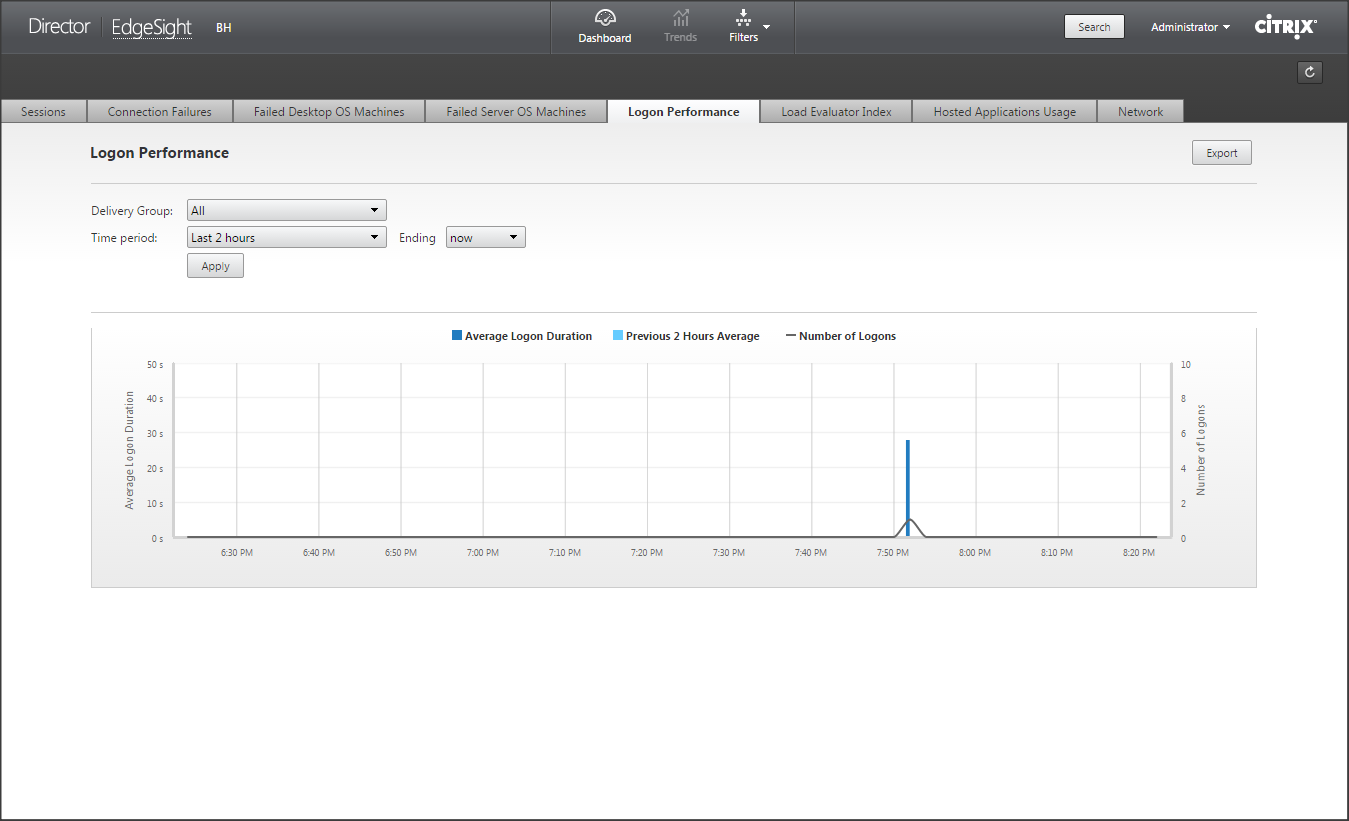 Director EdgeSight BH Dashboard Trends Filters Search Administrator CİTRIX
Sessions Connection Failures Failed Desktop OS Machines Failed Server OS Machines Logon Performance Load Evaluator Index Hosted Applications Usage Network
Logon Performance Export
Delivery Group: All
Time period: Last 2 hours Ending now
Apply
Average Logon Duration Previous 2 Hours Average Number of Logons
50 s 10
40 s 8
30 s 6
20 s 4
10 s 2
0 s 0
Average Logon Duration
Number of Logons
6:30 PM 6:40 PM 6:50 PM 7:00 PM 7:10 PM 7:20 PM 7:30 PM 7:40 PM 7:50 PM 8:00 PM 8:10 PM 8:20 PM